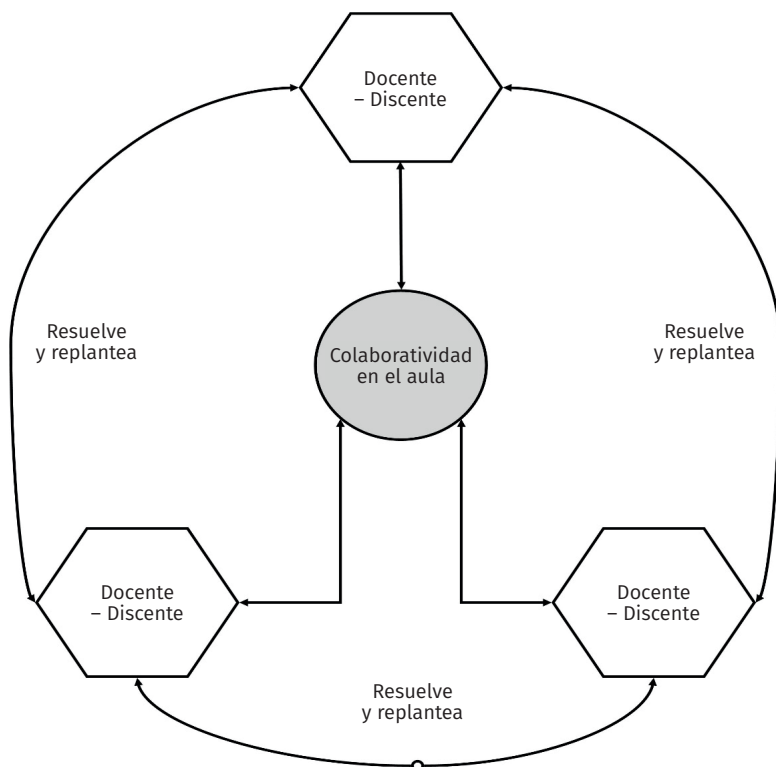 Docente
– Discente
Resuelve
y replantea
Resuelve
y replantea
Colaboratividad
en el aula
Docente
– Discente
Docente
– Discente
Resuelve
y replantea